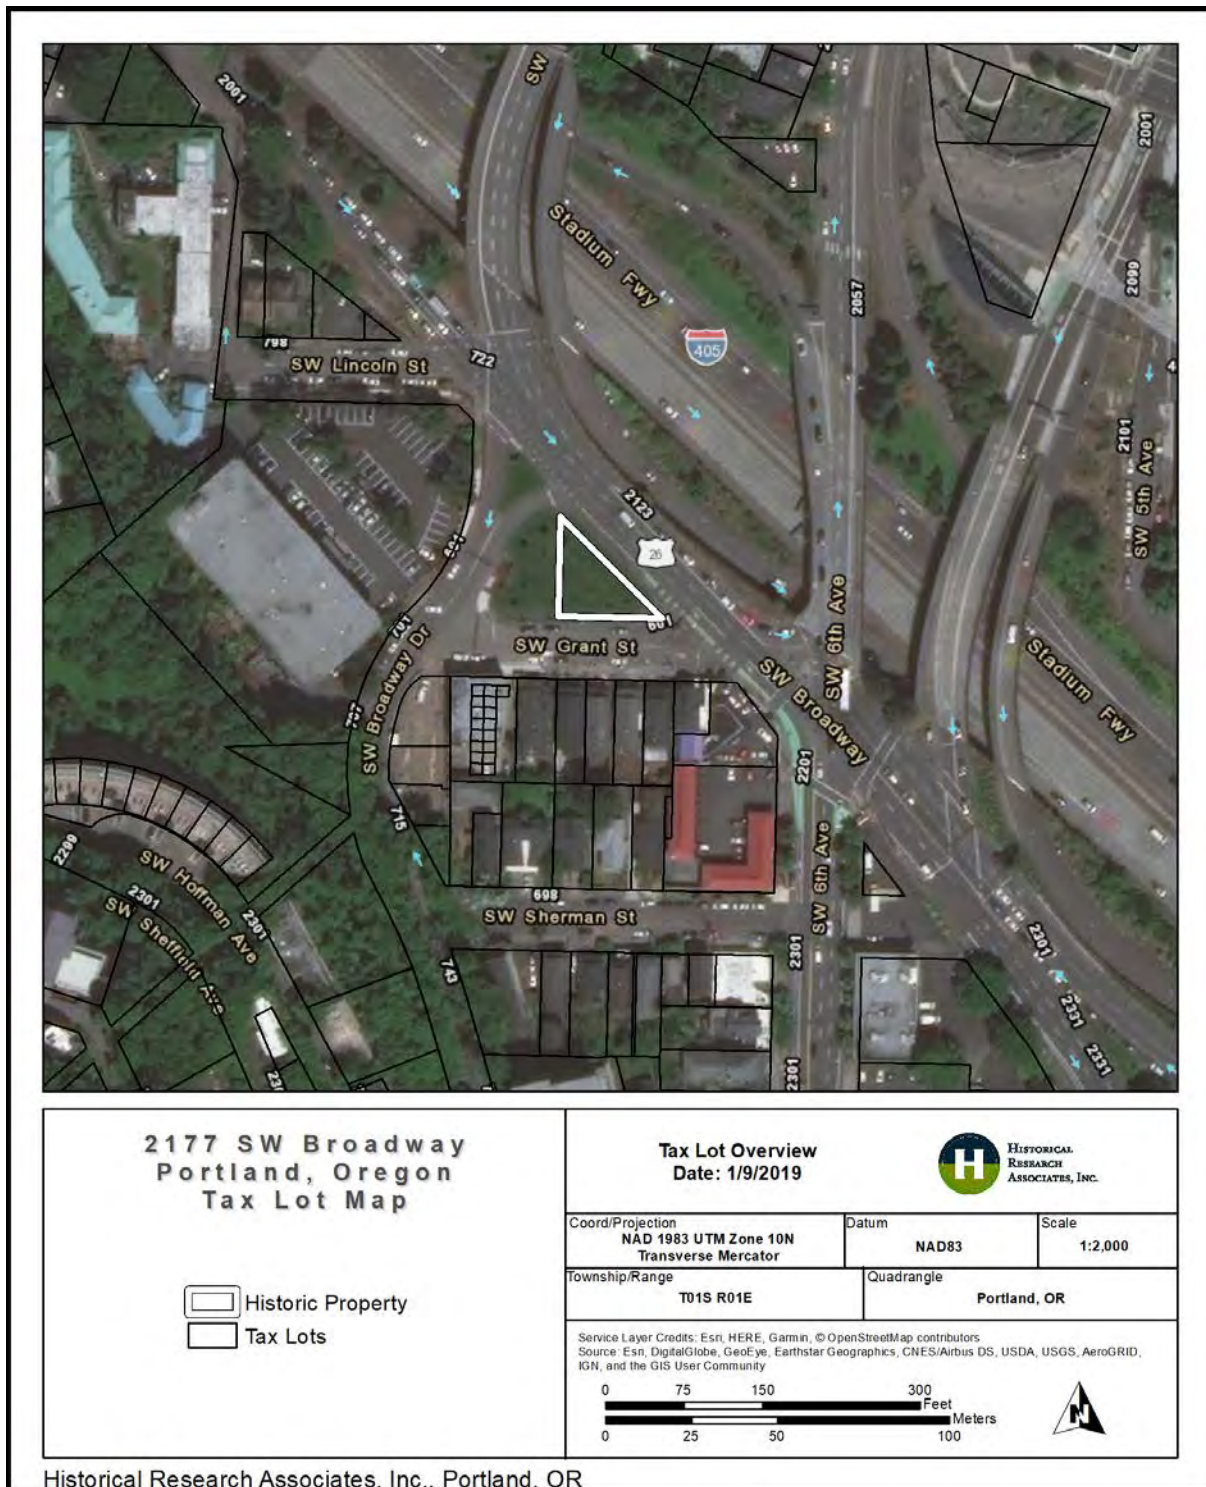 SW
2001
2001
Stadium Fwy
2057
2099
405
798
722
SW Lincoln St
4
2101
SW 5th Ave
2123
26
801
701
601
SW Grant St
SW 6th Ave
SW Broadway Dr
SW Broadway
Stadium Fwy
707
2201
715
2299
SW Hoffman Ave
2301
SW Sheffield Ave
2301
698
SW Sherman St
SW 6th Ave
2301
743
2301
2331
2331
2301
2177 SW Broadway
Portland, Oregon
Tax Lot Map
Historic Property
Tax Lots
Tax Lot Overview
Date: 1/9/2019
H
HISTORICAL
RESEARCH
ASSOCIATES, INC.
Coord/Projection
NAD 1983 UTM Zone 10N
Transverse Mercator
Datum
NAD83
Scale
1:2,000
Township/Range
T01S R01E
Quadrangle
Portland, OR
Service Layer Credits: Esri, HERE, Garmin, © OpenStreetMap contributors
Source: Esri, DigitalGlobe, GeoEye, Earthstar Geographics, CNES/Airbus DS, USDA, USGS, AeroGRID,
IGN, and the GIS User Community
0 75 150 300
Feet
Meters
0 25 50 100
N
Historical Research Associates, Inc., Portland, OR